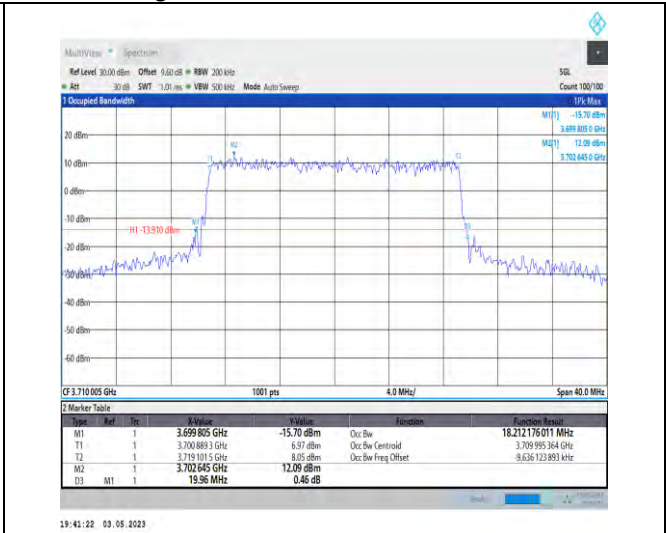 MultiView Spectrum
Ref Level 30.00 dBm Offset 9.60 dB RBW 200 kHz SGL
Att 30 dB SWT 1.01 ms VBW 500 kHz Mode Auto Sweep Count 100/100
1 Occupied Bandwidth 1Pk Max
M1[1] -15.70 dBm
3.699 805 0 GHz
M2[1] 12.09 dBm
3.702 645 0 GHz
20 dBm
M2
T1 T2
10 dBm
0 dBm
-10 dBm
M1
D3
H1 -13.910 dBm
-20 dBm
-30 dBm
-40 dBm
-50 dBm
-60 dBm
CF 3.710 005 GHz 1001 pts 4.0 MHz/ Span 40.0 MHz
2 Marker Table
Type Ref Trc X-Value Y-Value Function Function Result
M1 1 3.699 805 GHz -15.70 dBm Occ Bw 18.212 176 011 MHz
T1 1 3.700 889 3 GHz 6.97 dBm Occ Bw Centroid 3.709 995 364 GHz
T2 1 3.719 101 5 GHz 8.05 dBm Occ Bw Freq Offset -9.636 123 893 kHz
M2 1 3.702 645 GHz 12.09 dBm
D3 M1 1 19.96 MHz 0.46 dB
19:41:22 03.05.2023